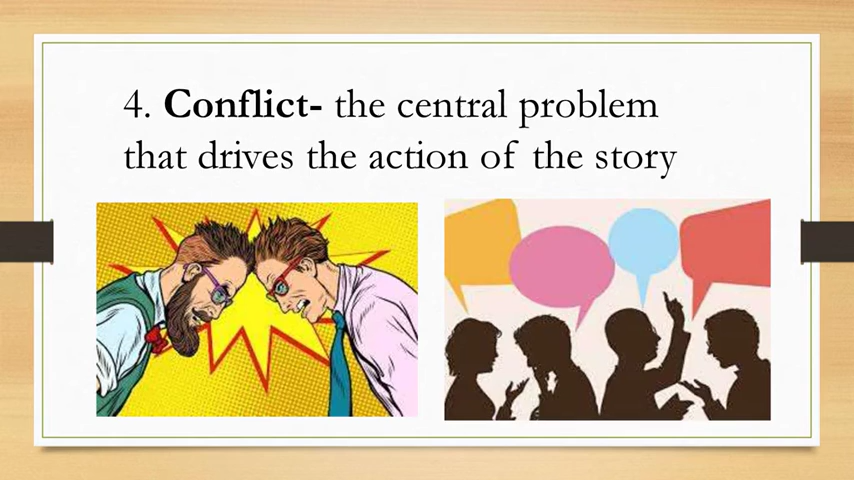 4. Conflict- the central problem
that drives the action of the story